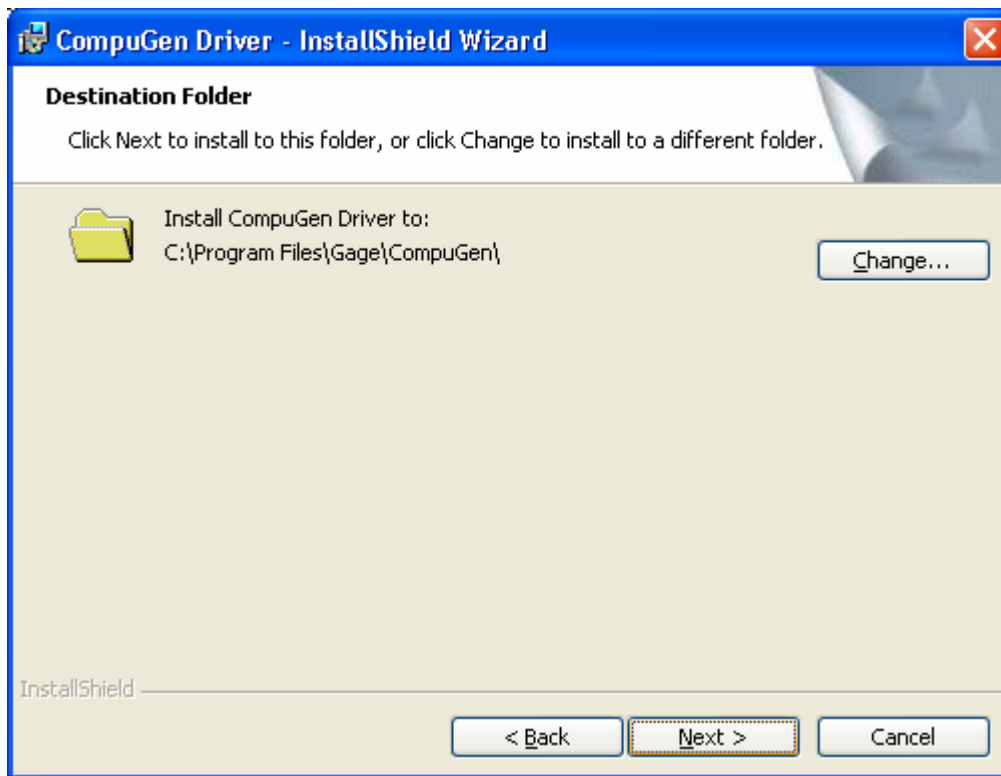 CompuGen Driver - InstallShield Wizard
Destination Folder
Click Next to install to this folder, or click Change to install to a different folder.
Install CompuGen Driver to:
C:\Program Files\Gage\CompuGen\
Change...
InstallShield
< Back
Next >
Cancel